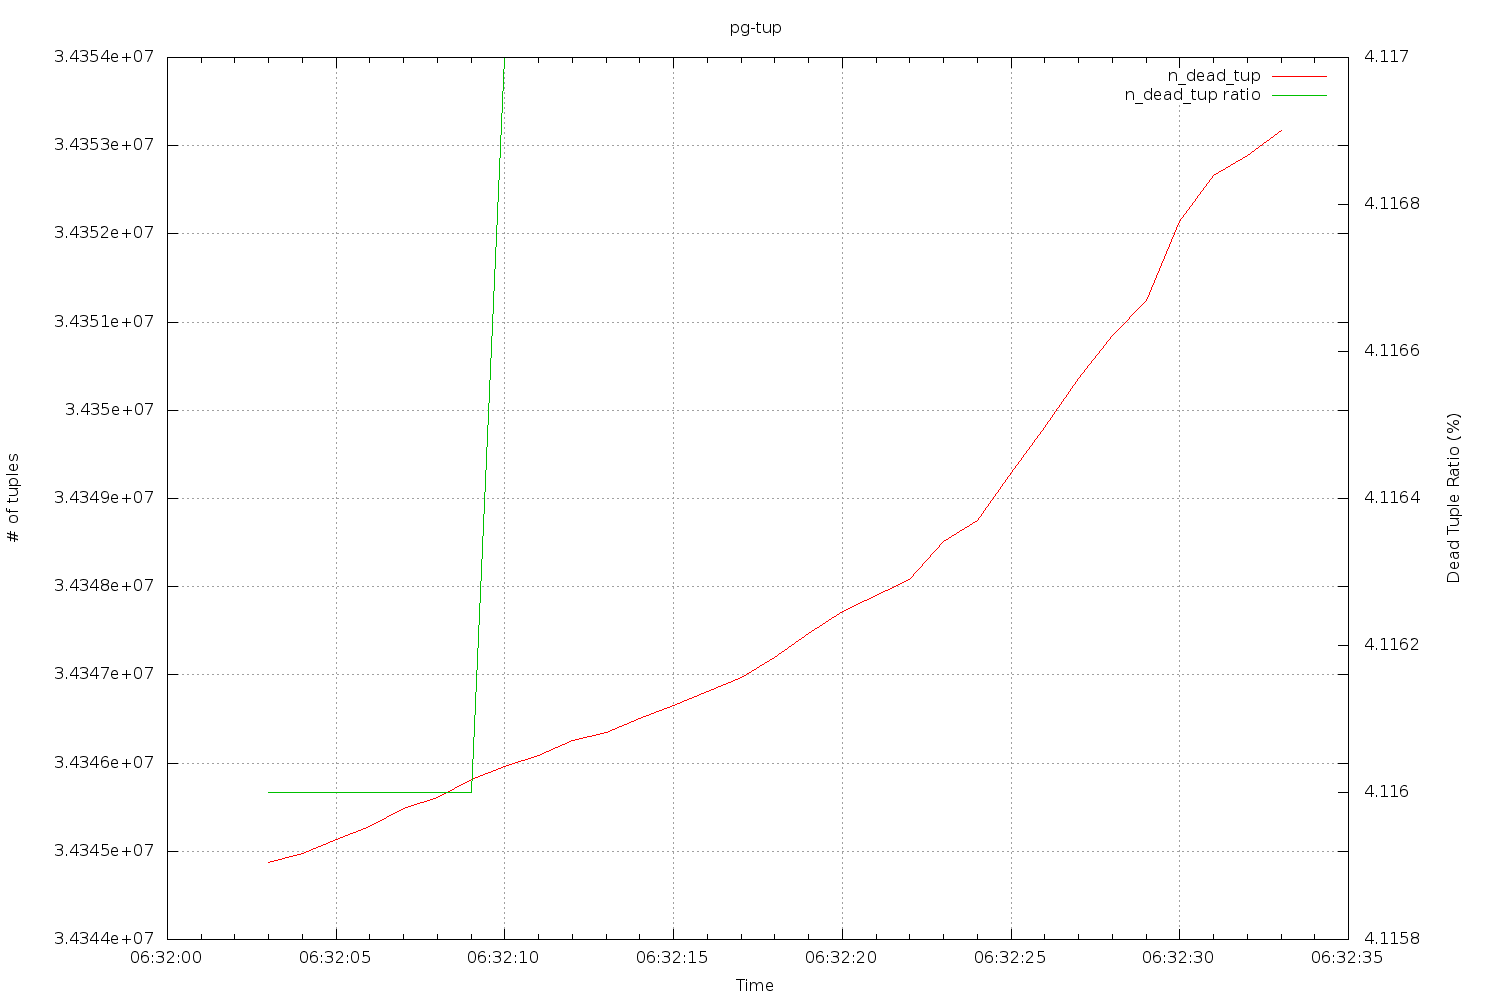 pg-tup
n_dead_tup
n_dead_tup ratio
3.4354e+07
3.4353e+07
3.4352e+07
3.4351e+07
3.435e+07
3.4349e+07
3.4348e+07
3.4347e+07
3.4346e+07
3.4345e+07
3.4344e+07
# of tuples
4.117
4.1168
4.1166
4.1164
4.1162
4.116
4.1158
Dead Tuple Ratio (%)
06:32:00 06:32:05 06:32:10 06:32:15 06:32:20 06:32:25 06:32:30 06:32:35
Time